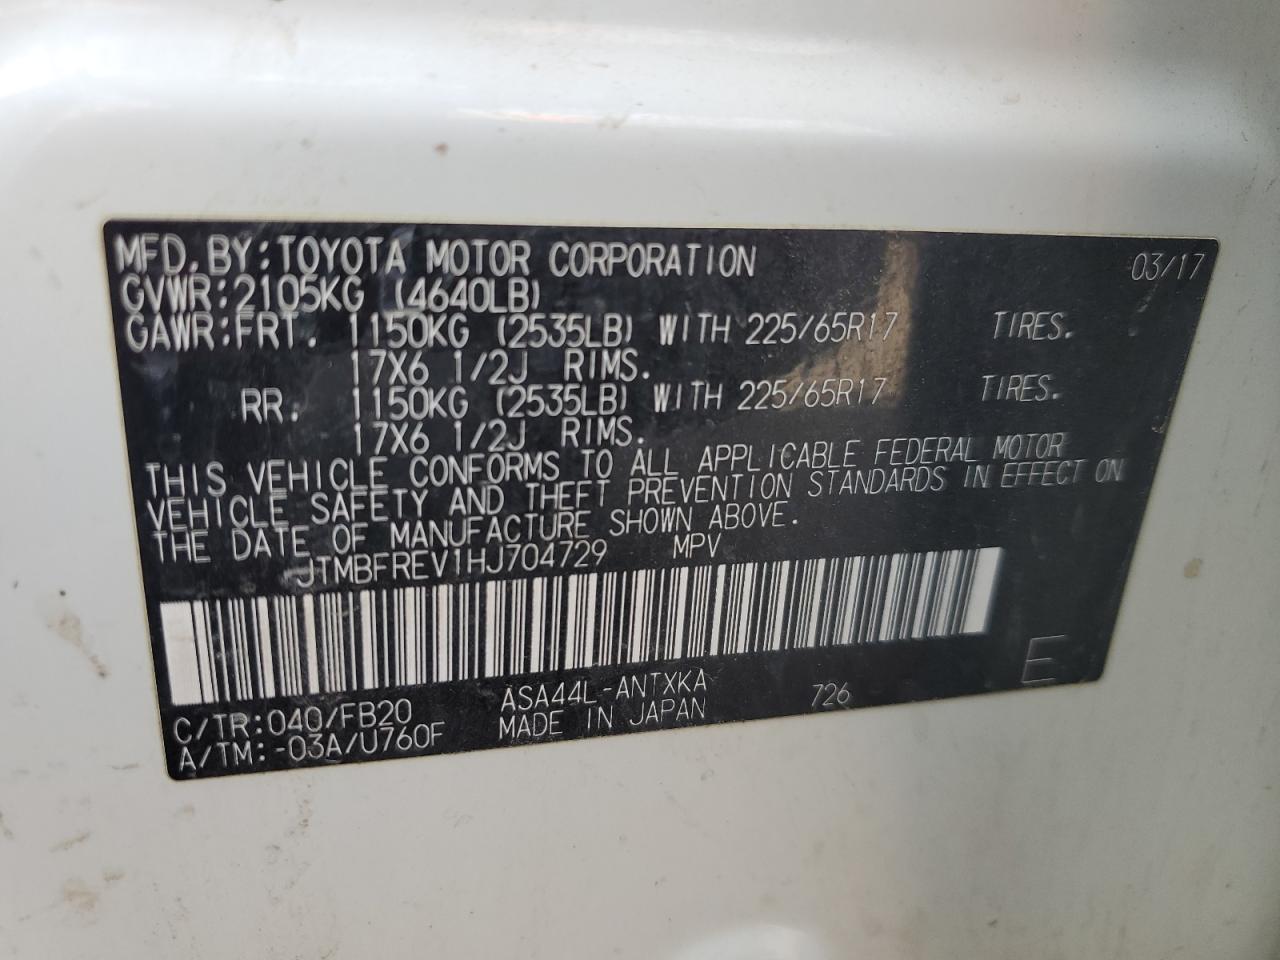 MFD. BY: TOYOTA MOTOR CORPORATION 03/17
GVWR: 2105KG (4640LB)
GAWR: FRT. 1150KG (2535LB) WITH 225/65R17 TIRES.
17X6 1/2J RIMS.
RR. 1150KG (2535LB) WITH 225/65R17 TIRES.
17X6 1/2J RIMS.
THIS VEHICLE CONFORMS TO ALL APPLICABLE FEDERAL MOTOR
VEHICLE SAFETY AND THEFT PREVENTION STANDARDS IN EFFECT ON
THE DATE OF MANUFACTURE SHOWN ABOVE.
JTMBFREV1HJ704729 MPV
E
C/TR: 040/FB20 ASA44L-ANTXKA 726
A/TM: -03A/U760F MADE IN JAPAN